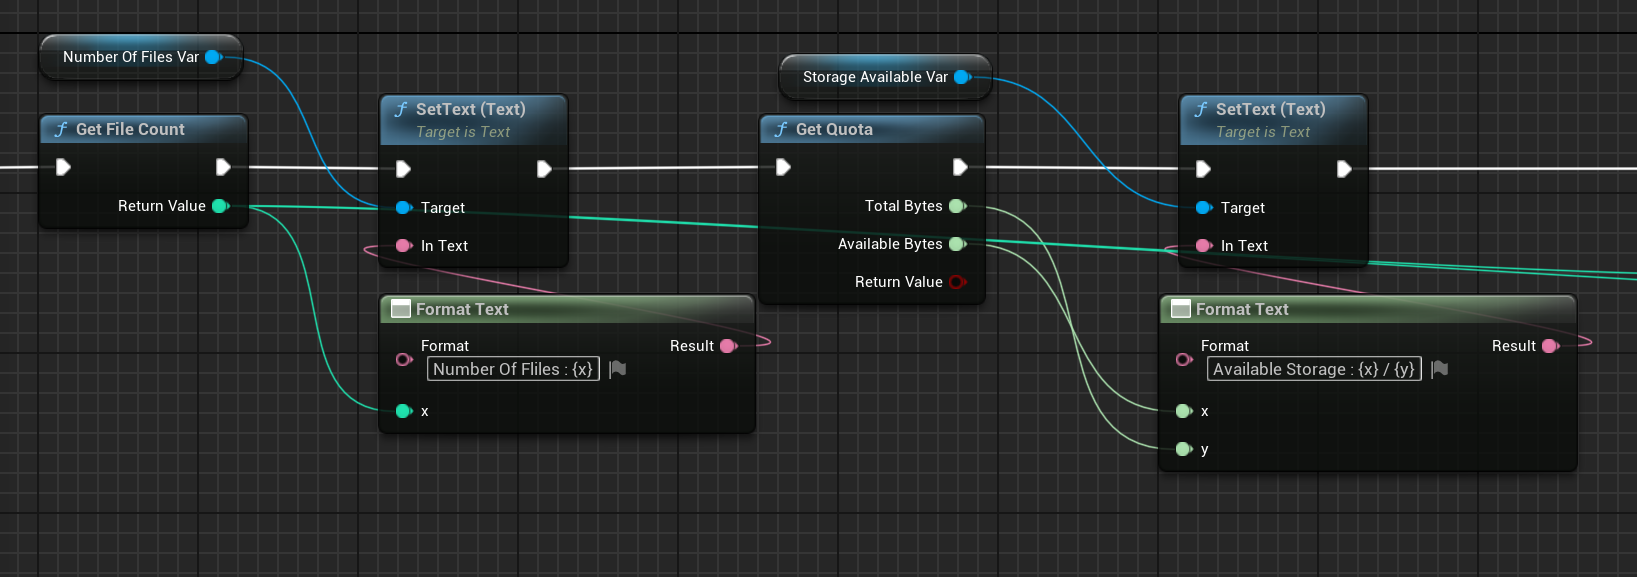 Number Of Files Var
Get File Count
Return Value
SetText (Text)
Target is Text
Target
In Text
Format Text
Format
Result
Number Of Fliles : {x}
x
Storage Available Var
Get Quota
Total Bytes
Available Bytes
Return Value
SetText (Text)
Target is Text
Target
In Text
Format Text
Format
Result
Available Storage : {x} / {y}
x
y